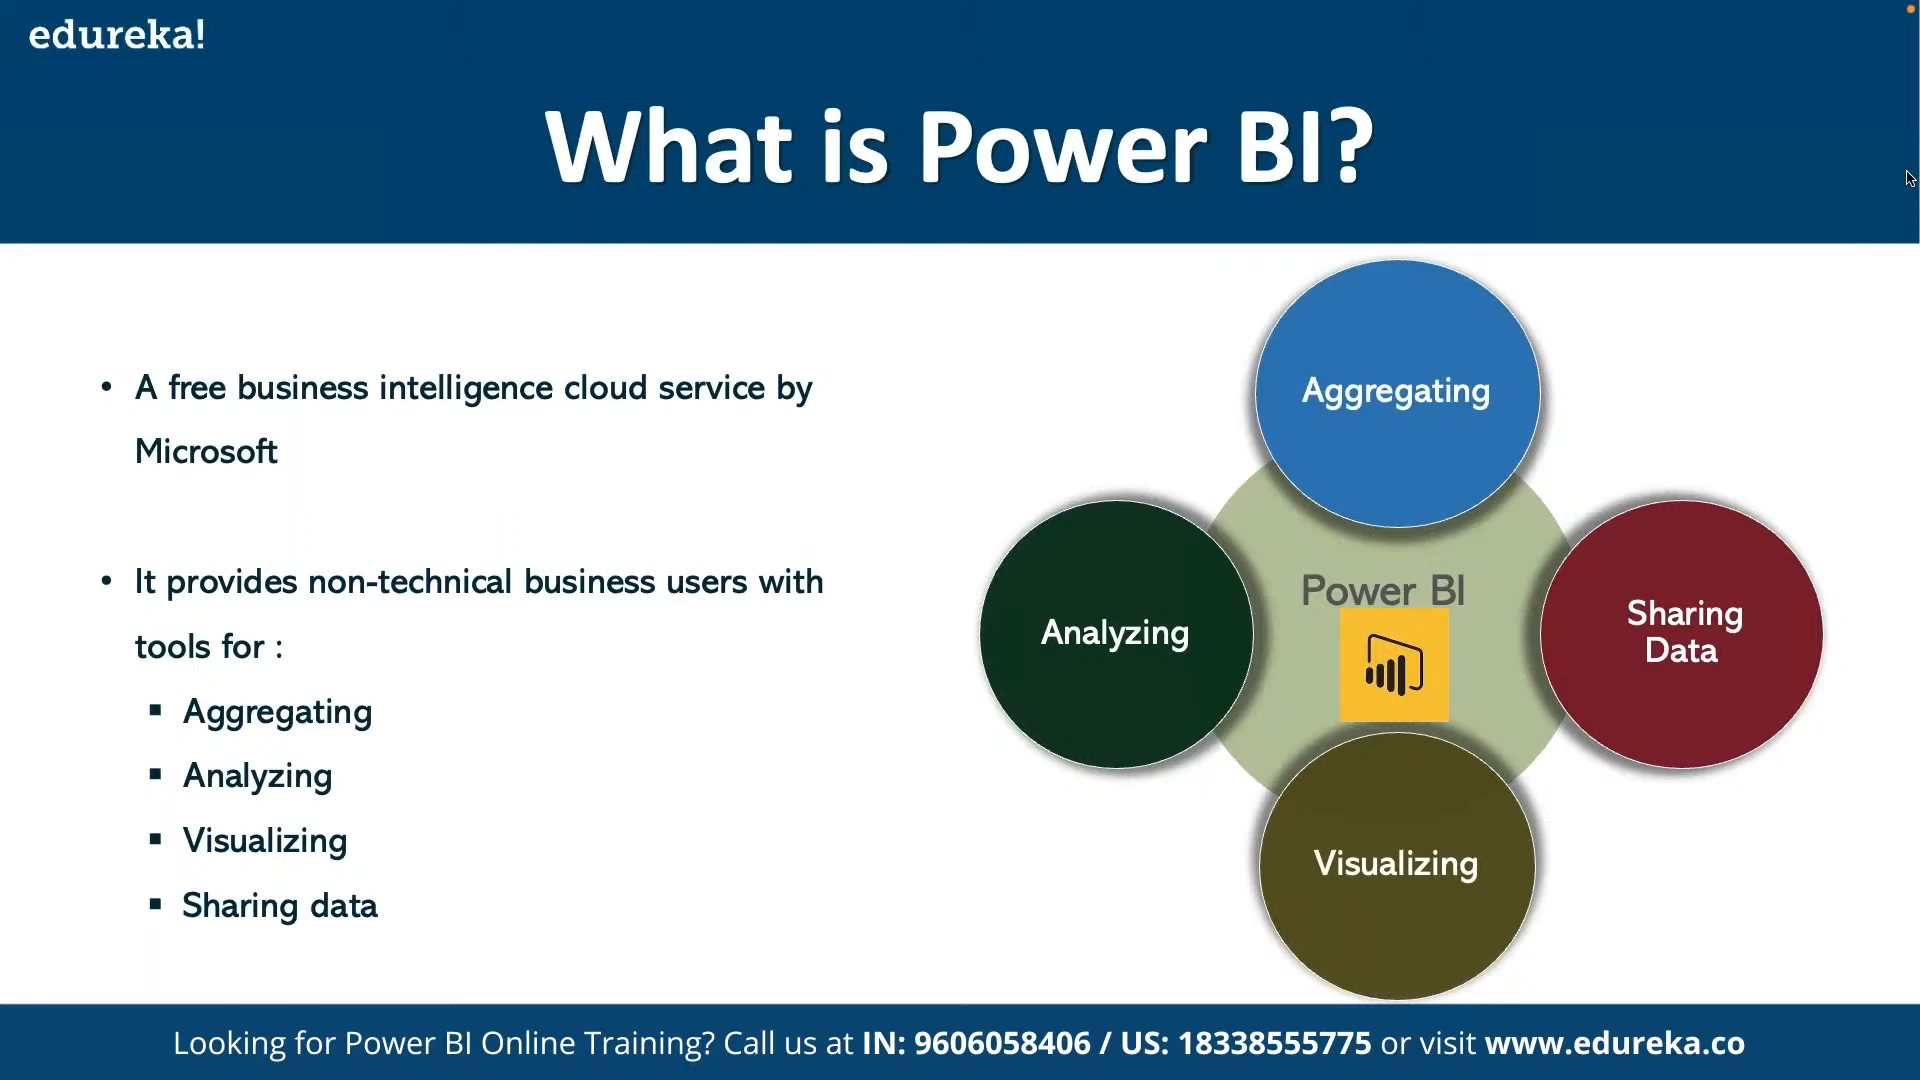 edureka!
What is Power BI?
• A free business intelligence cloud service by
Microsoft
• It provides non-technical business users with
tools for :
▪ Aggregating
▪ Analyzing
▪ Visualizing
▪ Sharing data
Aggregating
Analyzing
Power BI
Sharing
Data
Visualizing
Looking for Power BI Online Training? Call us at IN: 9606058406 / US: 18338555775 or visit www.edureka.co